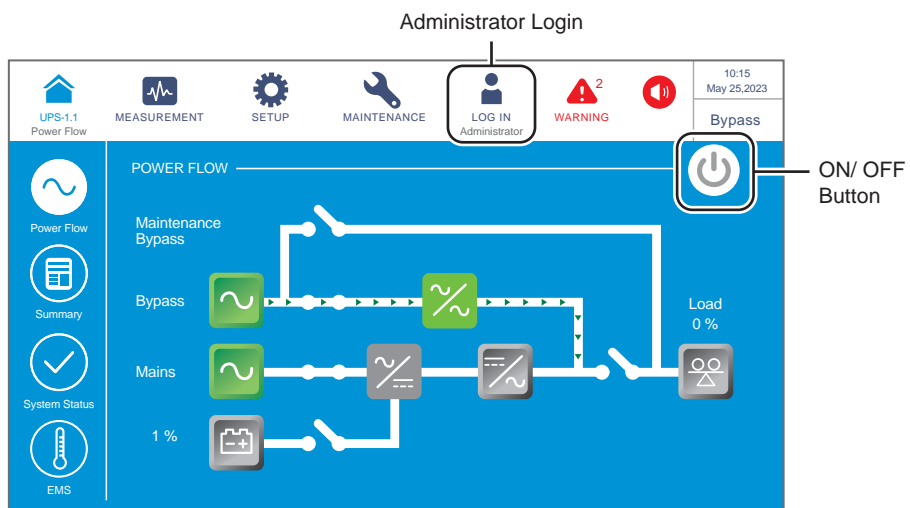 Administrator Login
UPS-1.1
Power Flow
MEASUREMENT
SETUP
MAINTENANCE
LOG IN
Administrator
2
WARNING
10:15
May 25,2023
Bypass
ON/ OFF
Button
POWER FLOW
Power Flow
Summary
System Status
EMS
Maintenance
Bypass
Bypass
Mains
1 %
Load
0 %